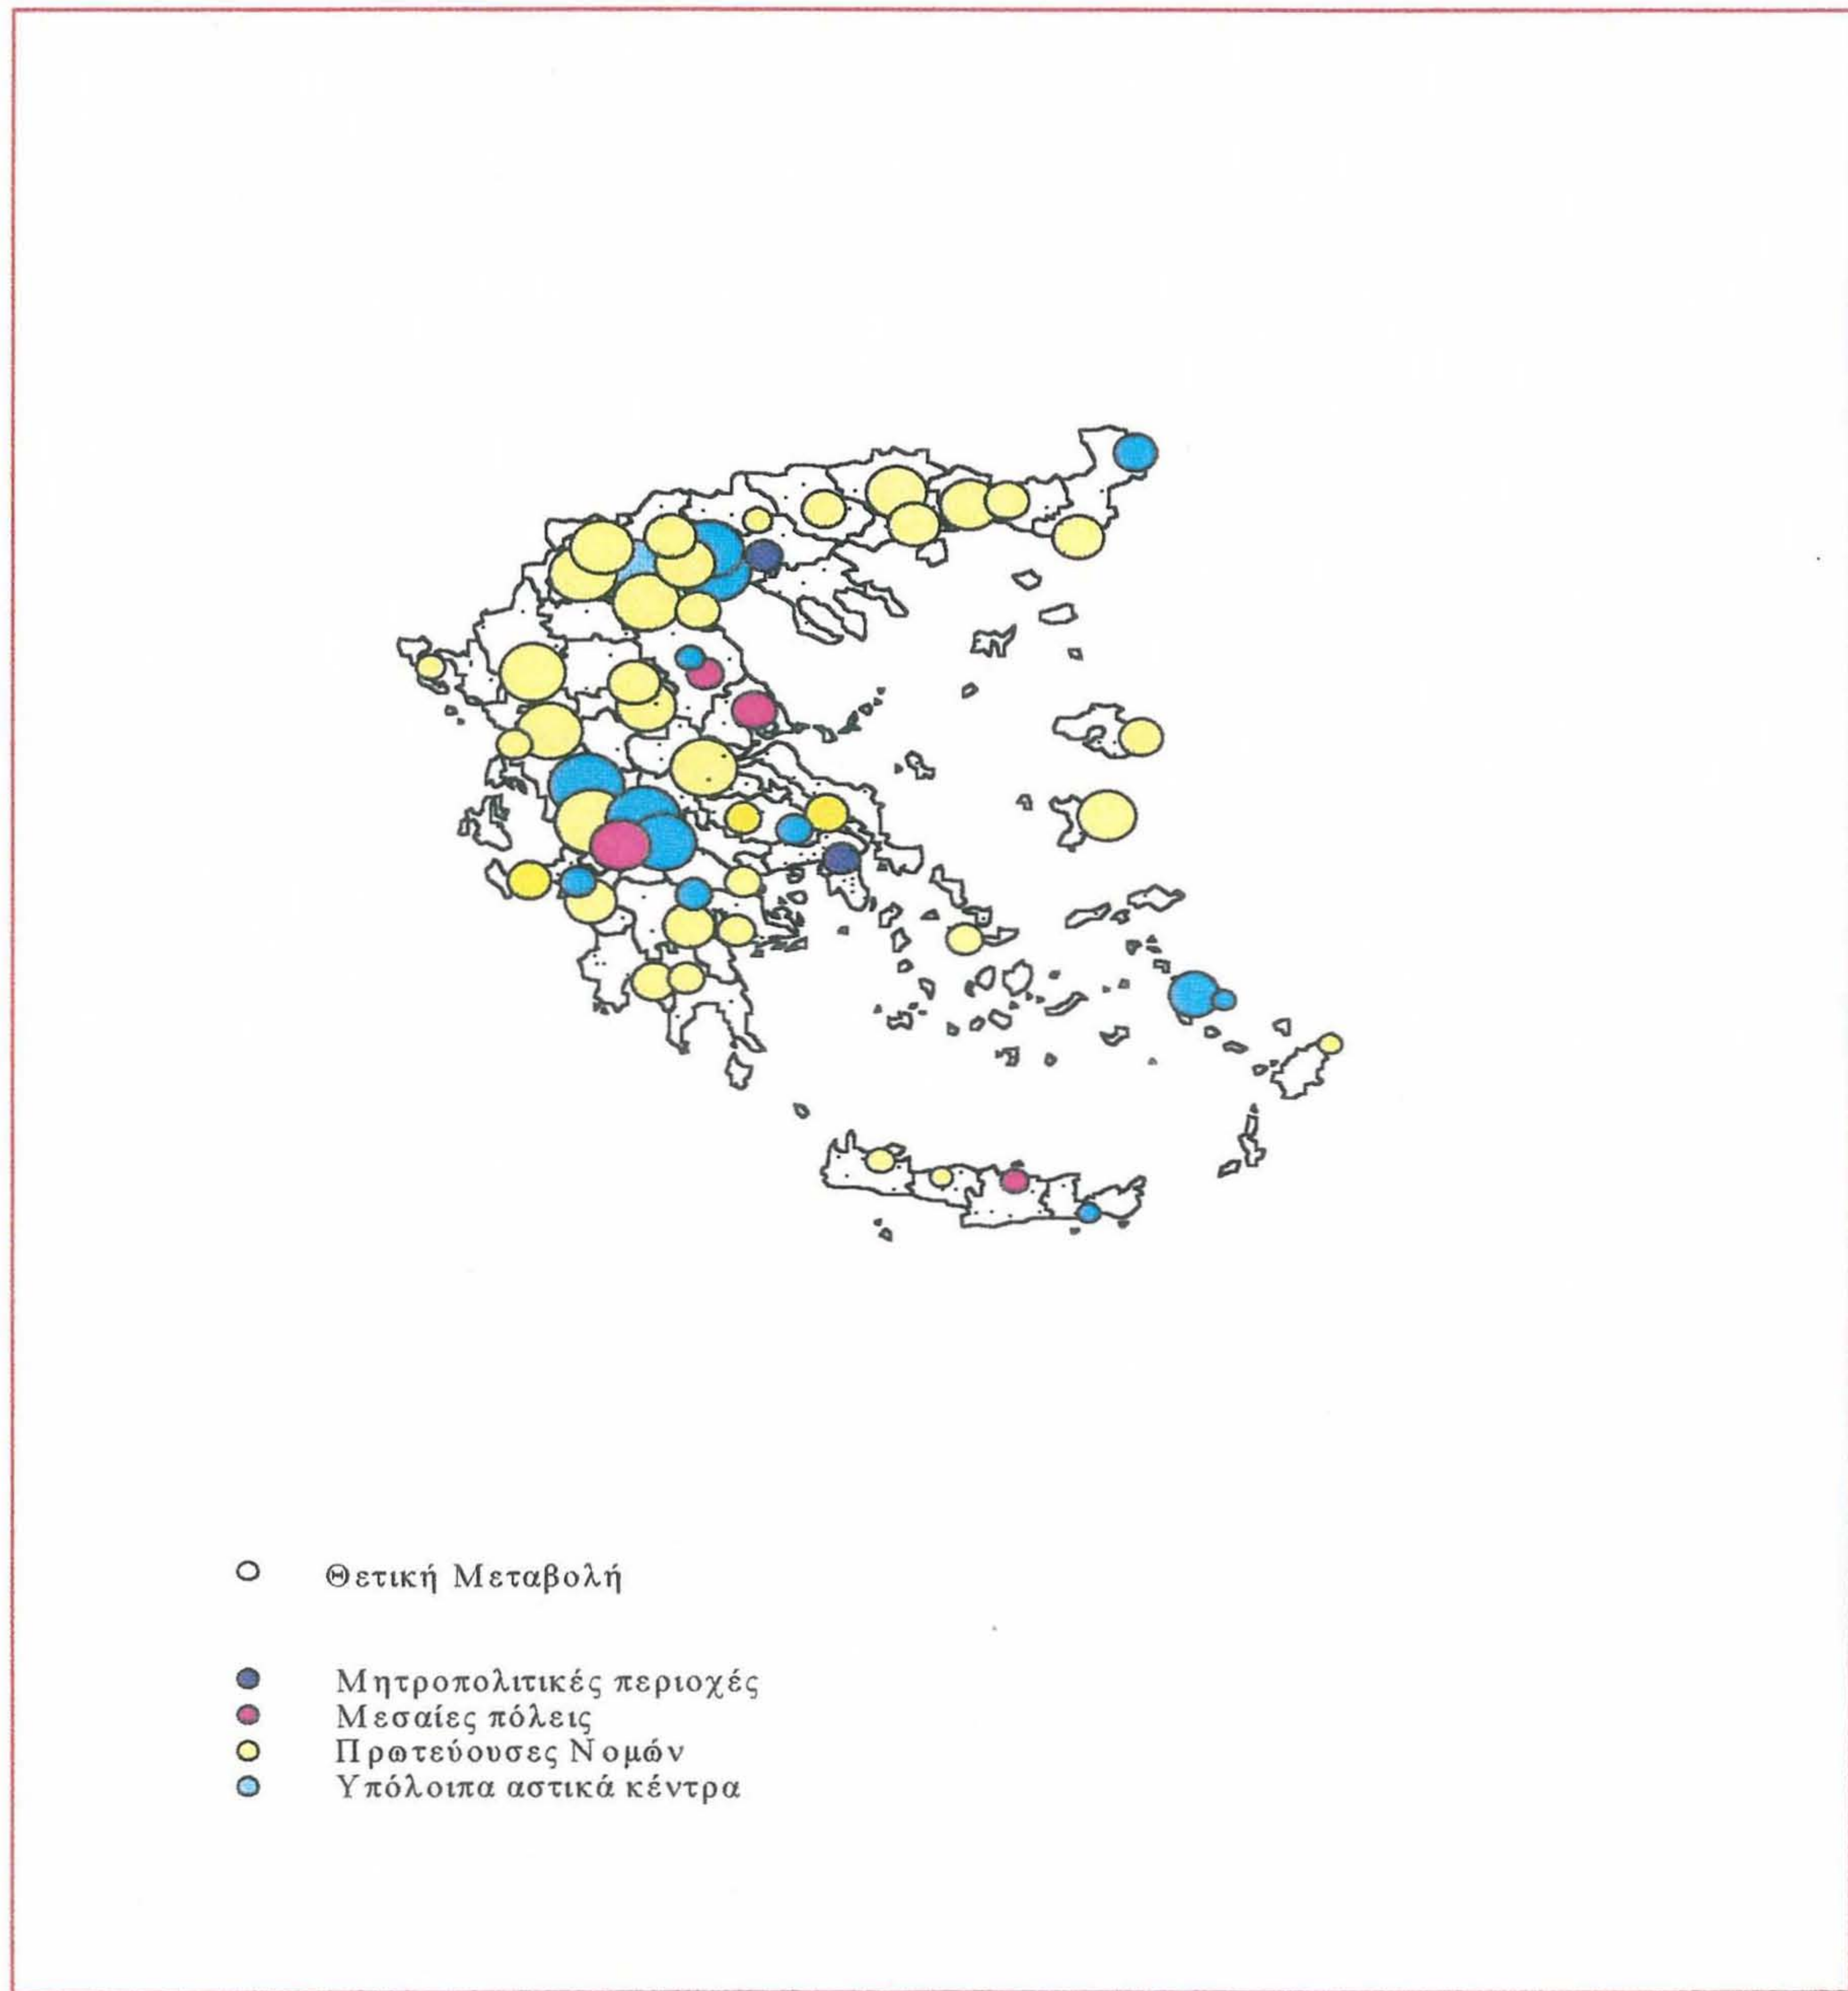 Θετική Μεταβολή
Μητροπολιτικές περιοχές
Μεσαίες πόλεις
Πρωτεύουσες Νομών
Υπόλοιπα αστικά κέντρα